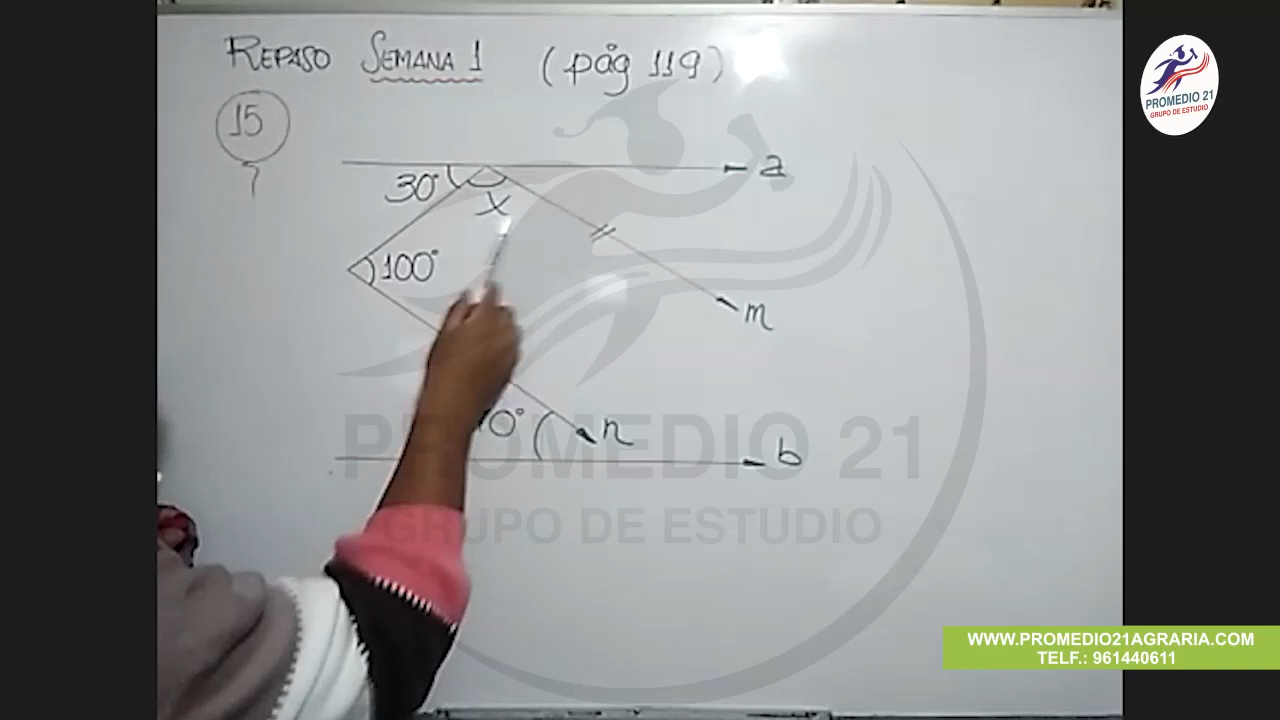 REPASO SEMANA 1 (pág 119)
15
a
30°
x
100°
m
0° n
b
PROMEDIO 21
GRUPO DE ESTUDIO
PROMEDIO 21
GRUPO DE ESTUDIO
WWW.PROMEDIO21AGRARIA.COM
TELF.: 961440611